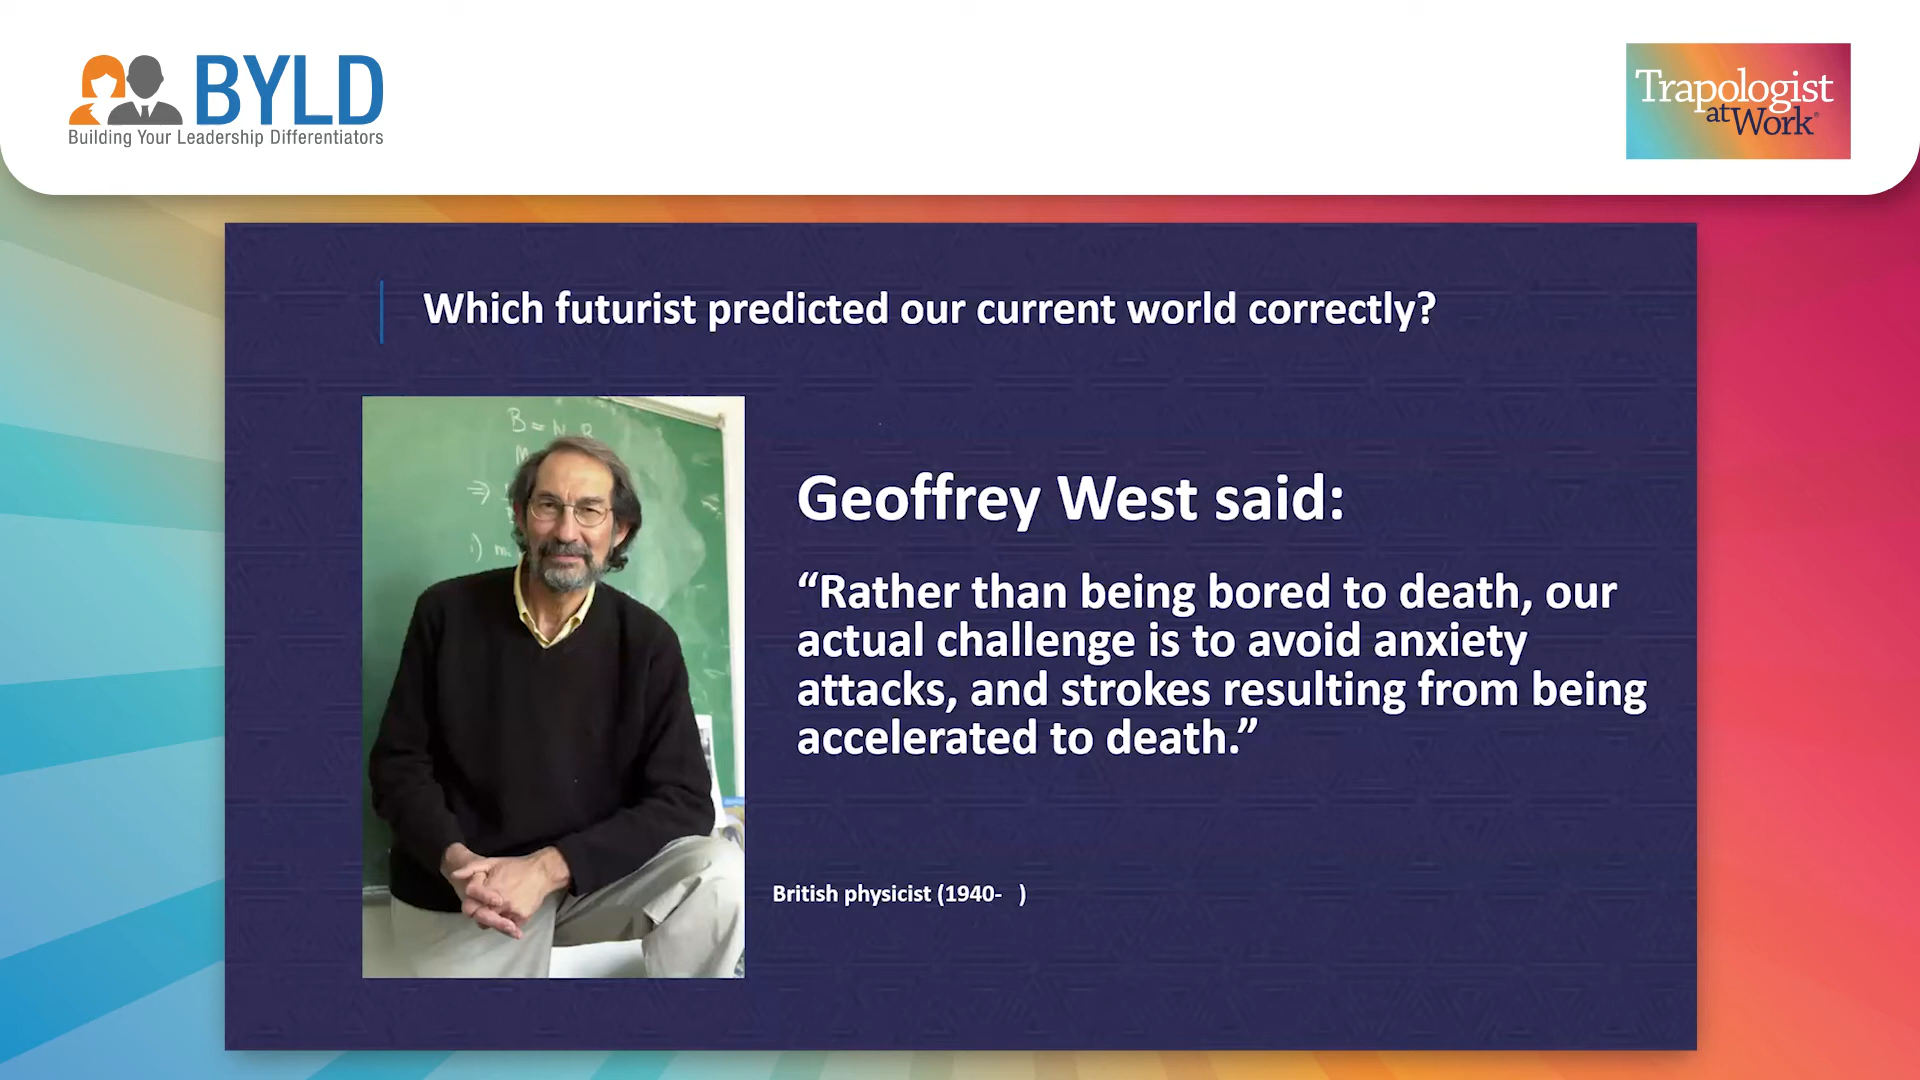 BYLD
Building Your Leadership Differentiators
Trapologist
at Work®
Which futurist predicted our current world correctly?
B = N
M
⇒
i) m
Geoffrey West said:
“Rather than being bored to death, our
actual challenge is to avoid anxiety
attacks, and strokes resulting from being
accelerated to death.”
British physicist (1940-   )